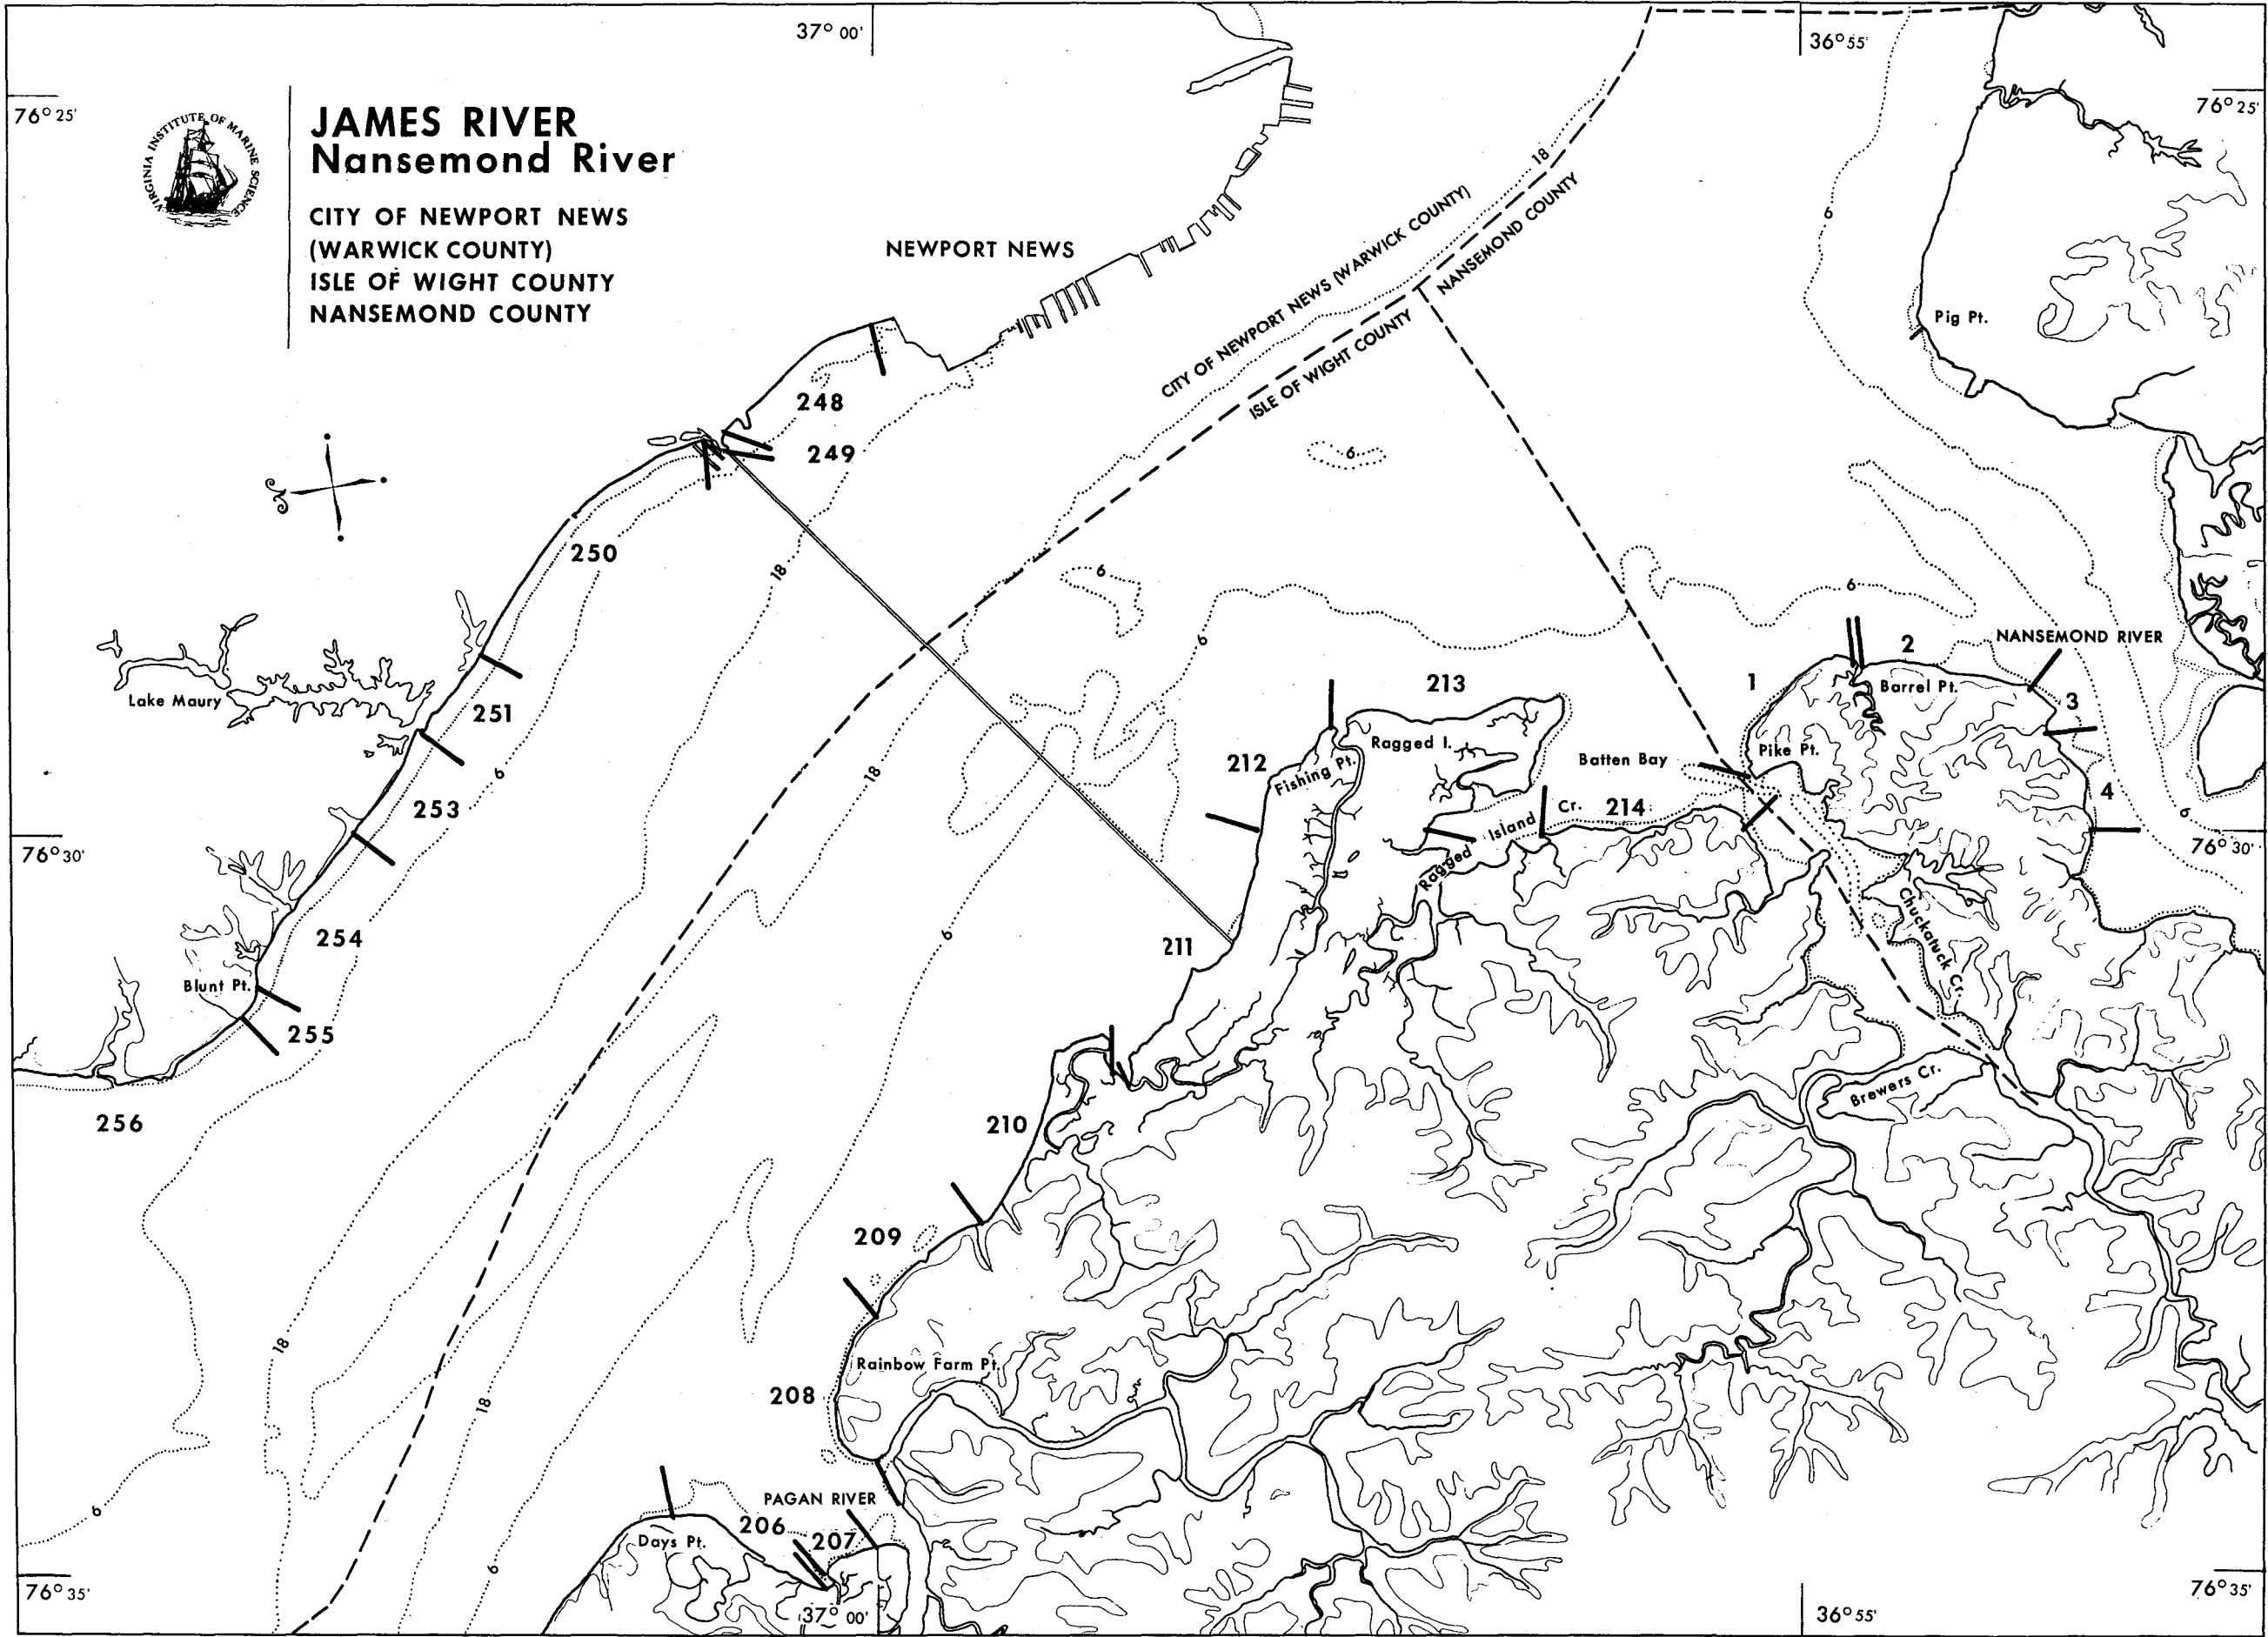 37° 00'
36° 55'
76° 25'
76° 25'
VIRGINIA INSTITUTE OF MARINE SCIENCE
JAMES RIVER
Nansemond River
CITY OF NEWPORT NEWS
(WARWICK COUNTY)
ISLE OF WIGHT COUNTY
NANSEMOND COUNTY
NEWPORT NEWS
CITY OF NEWPORT NEWS (WARWICK COUNTY)
18
NANSEMOND COUNTY
ISLE OF WIGHT COUNTY
6
Pig Pt.
248
249
6
N
250
18
6
6
6
NANSEMOND RIVER
2
1
Barrel Pt.
3
213
Lake Maury
251
Ragged I.
Pike Pt.
Batten Bay
212
Fishing Pt.
18
6
253
Ragged Island Cr.
214
4
6
76° 30'
76° 30'
254
6
211
Chuckatuck Cr.
Blunt Pt.
255
Brewers Cr.
256
210
209
18
Rainbow Farm Pt.
208
18
6
PAGAN RIVER
206
207
Days Pt.
6
76° 35'
76° 35'
37° 00'
36° 55'